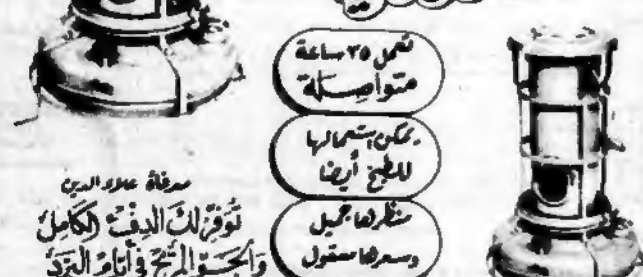 تعمل ٣٥ ساعة
متواصلة
يمكن استعمالها
للطبخ أيضا
منظرها جميل
وسعرها معقول
مدفأة علاء الدين
توفر لك الدفء الكامل
والجو المريح في أيام البرد